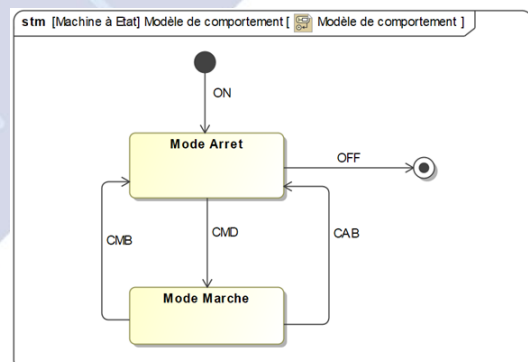 stm [Machine à Etat] Modèle de comportement [ Modèle de comportement ]
ON
Mode Arret
OFF
CMB
CMD
CAB
Mode Marche